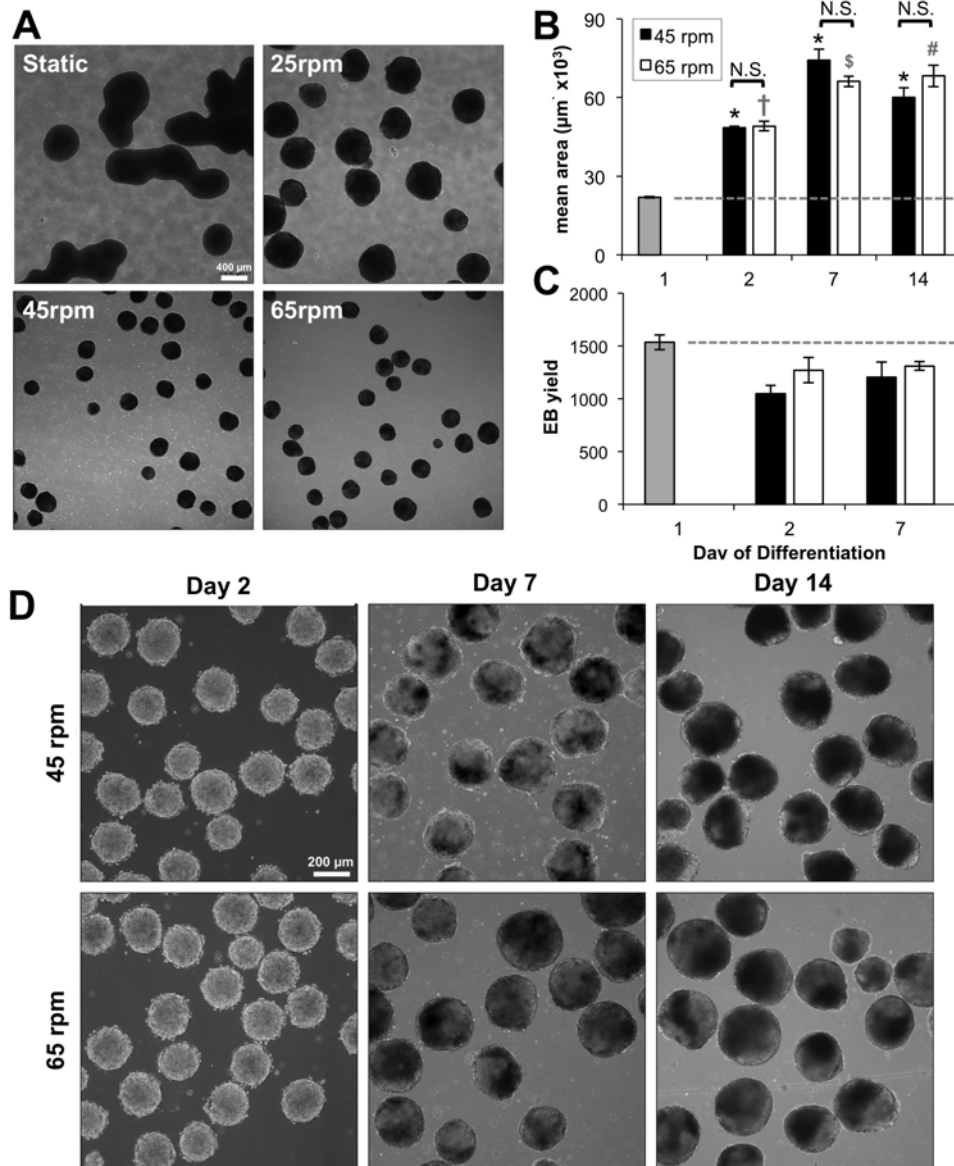 A
Static
25rpm
400 µm
45rpm
65rpm
B
90
60
30
0
mean area (µm˙ x10³)
45 rpm
65 rpm
N.S.
N.S.
N.S.
*
†
*
$
*
#
1
2
7
14
C
2000
1500
1000
500
0
EB yield
1
2
7
Dav of Differentiation
D
Day 2
Day 7
Day 14
45 rpm
200 µm
65 rpm